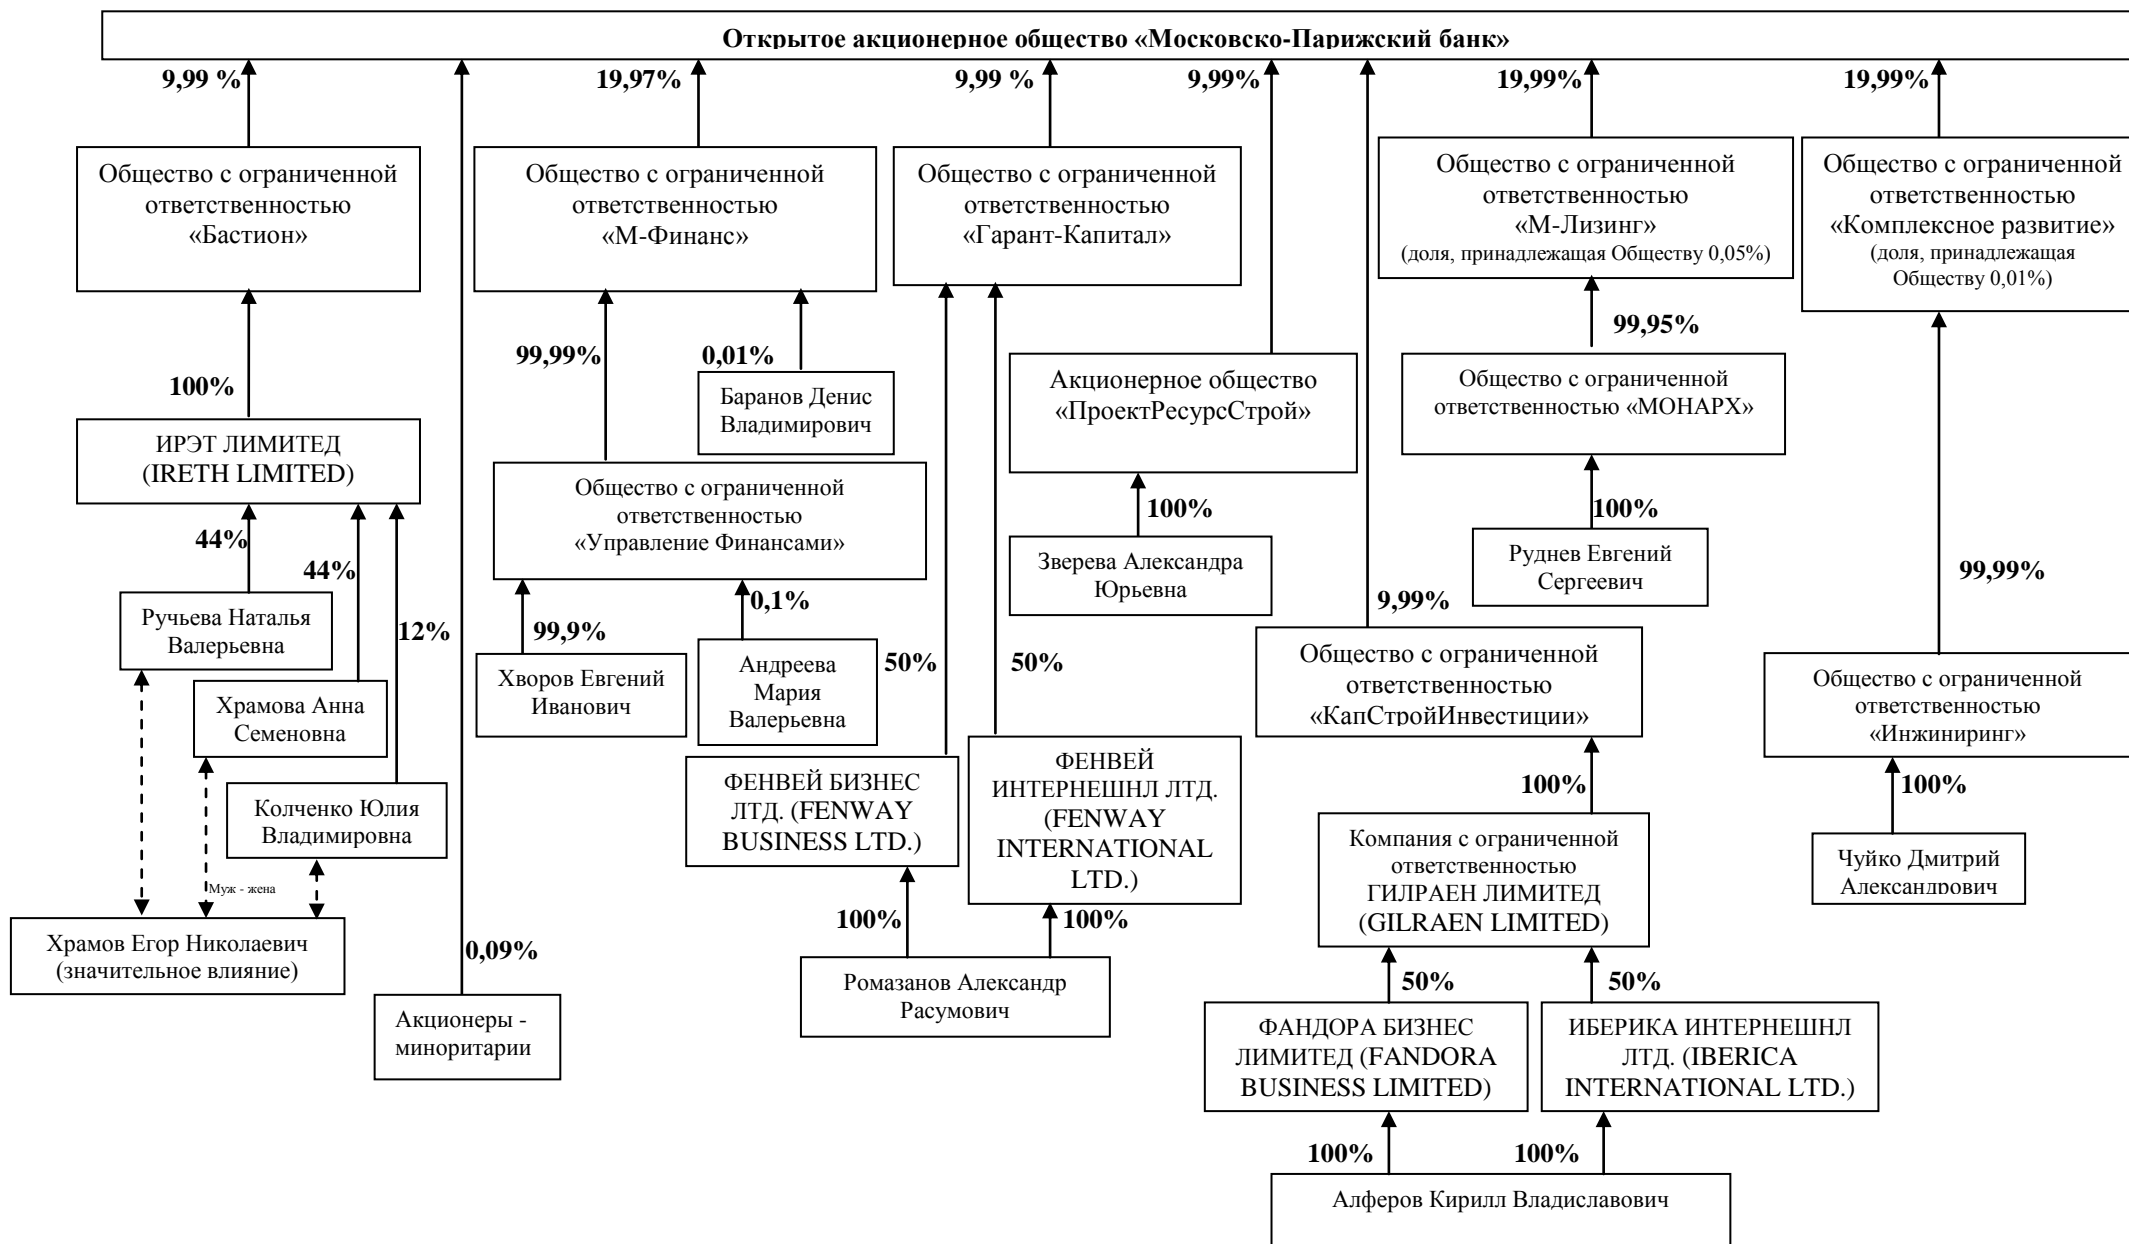 Открытое акционерное общество «Московско-Парижский банк»
9,99 %
19,97%
9,99 %
9,99%
19,99%
19,99%
Общество с ограниченной
ответственностью
«Бастион»
Общество с ограниченной
ответственностью
«М-Финанс»
Общество с ограниченной
ответственностью
«Гарант-Капитал»
Общество с ограниченной
ответственностью
«М-Лизинг»
(доля, принадлежащая Обществу 0,05%)
Общество с ограниченной
ответственностью
«Комплексное развитие»
(доля, принадлежащая
Обществу 0,01%)
100%
99,99%
0,01%
99,95%
Баранов Денис
Владимирович
Акционерное общество
«ПроектРесурсСтрой»
Общество с ограниченной
ответственностью «МОНАРХ»
ИРЭТ ЛИМИТЕД
(IRETH LIMITED)
Общество с ограниченной
ответственностью
«Управление Финансами»
100%
100%
44%
44%
12%
Зверева Александра
Юрьевна
Руднев Евгений
Сергеевич
99,99%
Ручьева Наталья
Валерьевна
99,9%
0,1%
9,99%
Храмова Анна
Семеновна
Хворов Евгений
Иванович
Андреева
Мария
Валерьевна
50%
50%
Общество с ограниченной
ответственностью
«КапСтройИнвестиции»
Общество с ограниченной
ответственностью
«Инжиниринг»
Колченко Юлия
Владимировна
ФЕНВЕЙ БИЗНЕС
ЛТД. (FENWAY
BUSINESS LTD.)
ФЕНВЕЙ
ИНТЕРНЕШНЛ ЛТД.
(FENWAY
INTERNATIONAL
LTD.)
100%
100%
Компания с ограниченной
ответственностью
ГИЛРАЕН ЛИМИТЕД
(GILRAEN LIMITED)
Чуйко Дмитрий
Александрович
Муж - жена
Храмов Егор Николаевич
(значительное влияние)
0,09%
100%
100%
Акционеры -
миноритарии
Ромазанов Александр
Расумович
50%
50%
ФАНДОРА БИЗНЕС
ЛИМИТЕД (FANDORA
BUSINESS LIMITED)
ИБЕРИКА ИНТЕРНЕШНЛ
ЛТД. (IBERICA
INTERNATIONAL LTD.)
100%
100%
Алферов Кирилл Владиславович